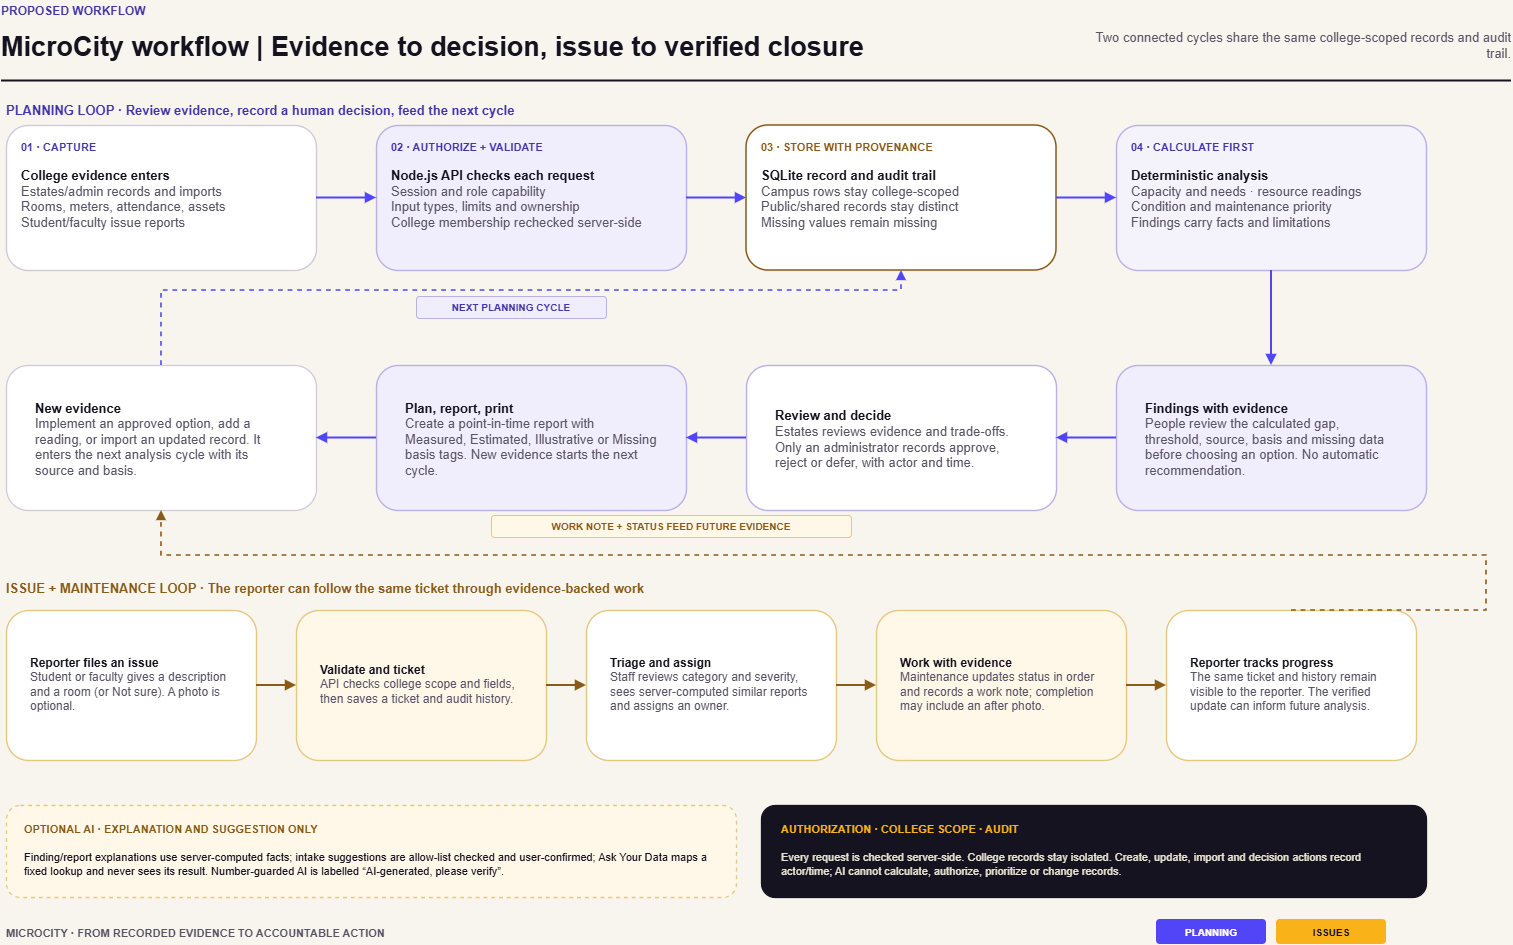 PROPOSED WORKFLOW
MicroCity workflow | Evidence to decision, issue to verified closure
Two connected cycles share the same college-scoped records and audit
trail.
PLANNING LOOP · Review evidence, record a human decision, feed the next cycle
01 · CAPTURE
College evidence enters
Estates/admin records and imports
Rooms, meters, attendance, assets
Student/faculty issue reports
02 · AUTHORIZE + VALIDATE
Node.js API checks each request
Session and role capability
Input types, limits and ownership
College membership rechecked server-side
03 · STORE WITH PROVENANCE
SQLite record and audit trail
Campus rows stay college-scoped
Public/shared records stay distinct
Missing values remain missing
04 · CALCULATE FIRST
Deterministic analysis
Capacity and needs · resource readings
Condition and maintenance priority
Findings carry facts and limitations
NEXT PLANNING CYCLE
New evidence
Implement an approved option, add a
reading, or import an updated record. It
enters the next analysis cycle with its
source and basis.
Plan, report, print
Create a point-in-time report with
Measured, Estimated, Illustrative or Missing
basis tags. New evidence starts the next
cycle.
Review and decide
Estates reviews evidence and trade-offs.
Only an administrator records approve,
reject or defer, with actor and time.
Findings with evidence
People review the calculated gap,
threshold, source, basis and missing data
before choosing an option. No automatic
recommendation.
WORK NOTE + STATUS FEED FUTURE EVIDENCE
ISSUE + MAINTENANCE LOOP · The reporter can follow the same ticket through evidence-backed work
Reporter files an issue
Student or faculty gives a description
and a room (or Not sure). A photo is
optional.
Validate and ticket
API checks college scope and fields,
then saves a ticket and audit history.
Triage and assign
Staff reviews category and severity,
sees server-computed similar reports
and assigns an owner.
Work with evidence
Maintenance updates status in order
and records a work note; completion
may include an after photo.
Reporter tracks progress
The same ticket and history remain
visible to the reporter. The verified
update can inform future analysis.
OPTIONAL AI · EXPLANATION AND SUGGESTION ONLY
Finding/report explanations use server-computed facts; intake suggestions are allow-list checked and user-confirmed; Ask Your Data maps a
fixed lookup and never sees its result. Number-guarded AI is labelled “AI-generated, please verify”.
AUTHORIZATION · COLLEGE SCOPE · AUDIT
Every request is checked server-side. College records stay isolated. Create, update, import and decision actions record
actor/time; AI cannot calculate, authorize, prioritize or change records.
MICROCITY · FROM RECORDED EVIDENCE TO ACCOUNTABLE ACTION
PLANNING
ISSUES